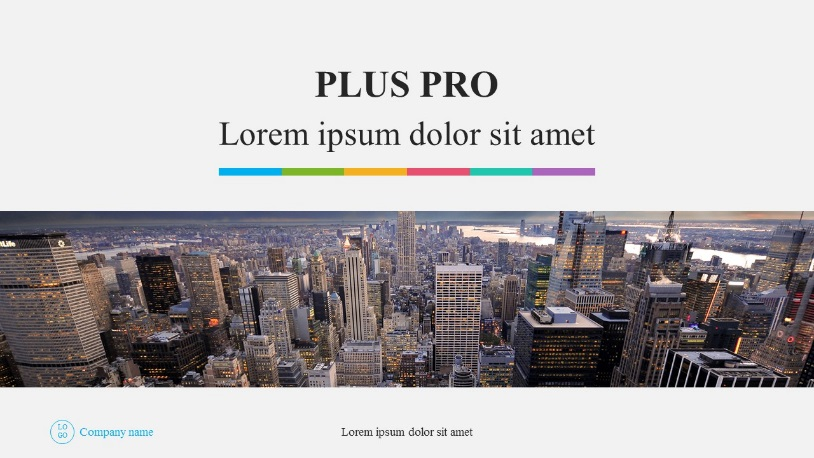 PLUS PRO
Lorem ipsum dolor sit amet
LO
GO
Company name
Lorem ipsum dolor sit amet